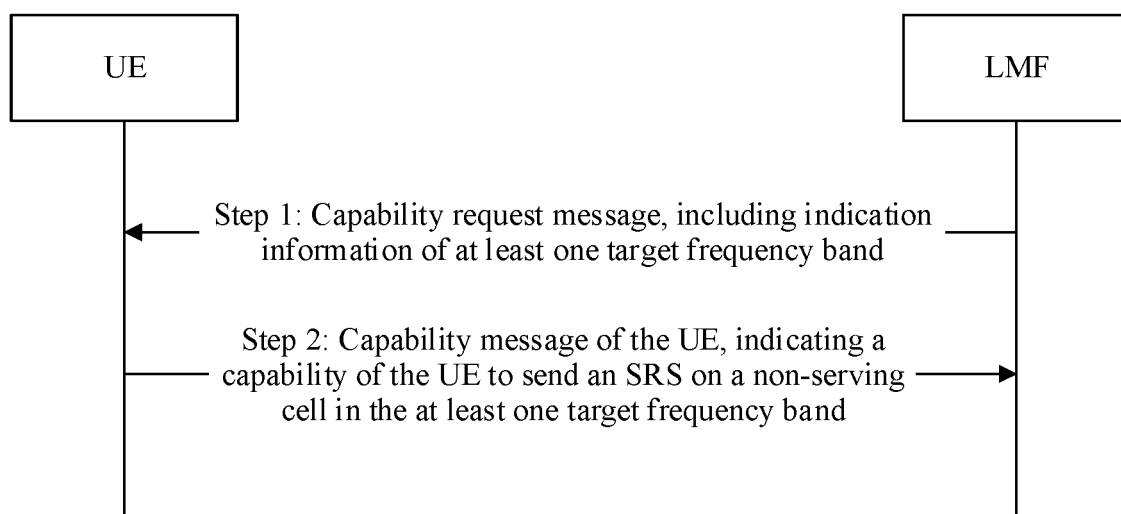 UE
LMF
Step 1: Capability request message, including indication
information of at least one target frequency band
Step 2: Capability message of the UE, indicating a
capability of the UE to send an SRS on a non-serving
cell in the at least one target frequency band